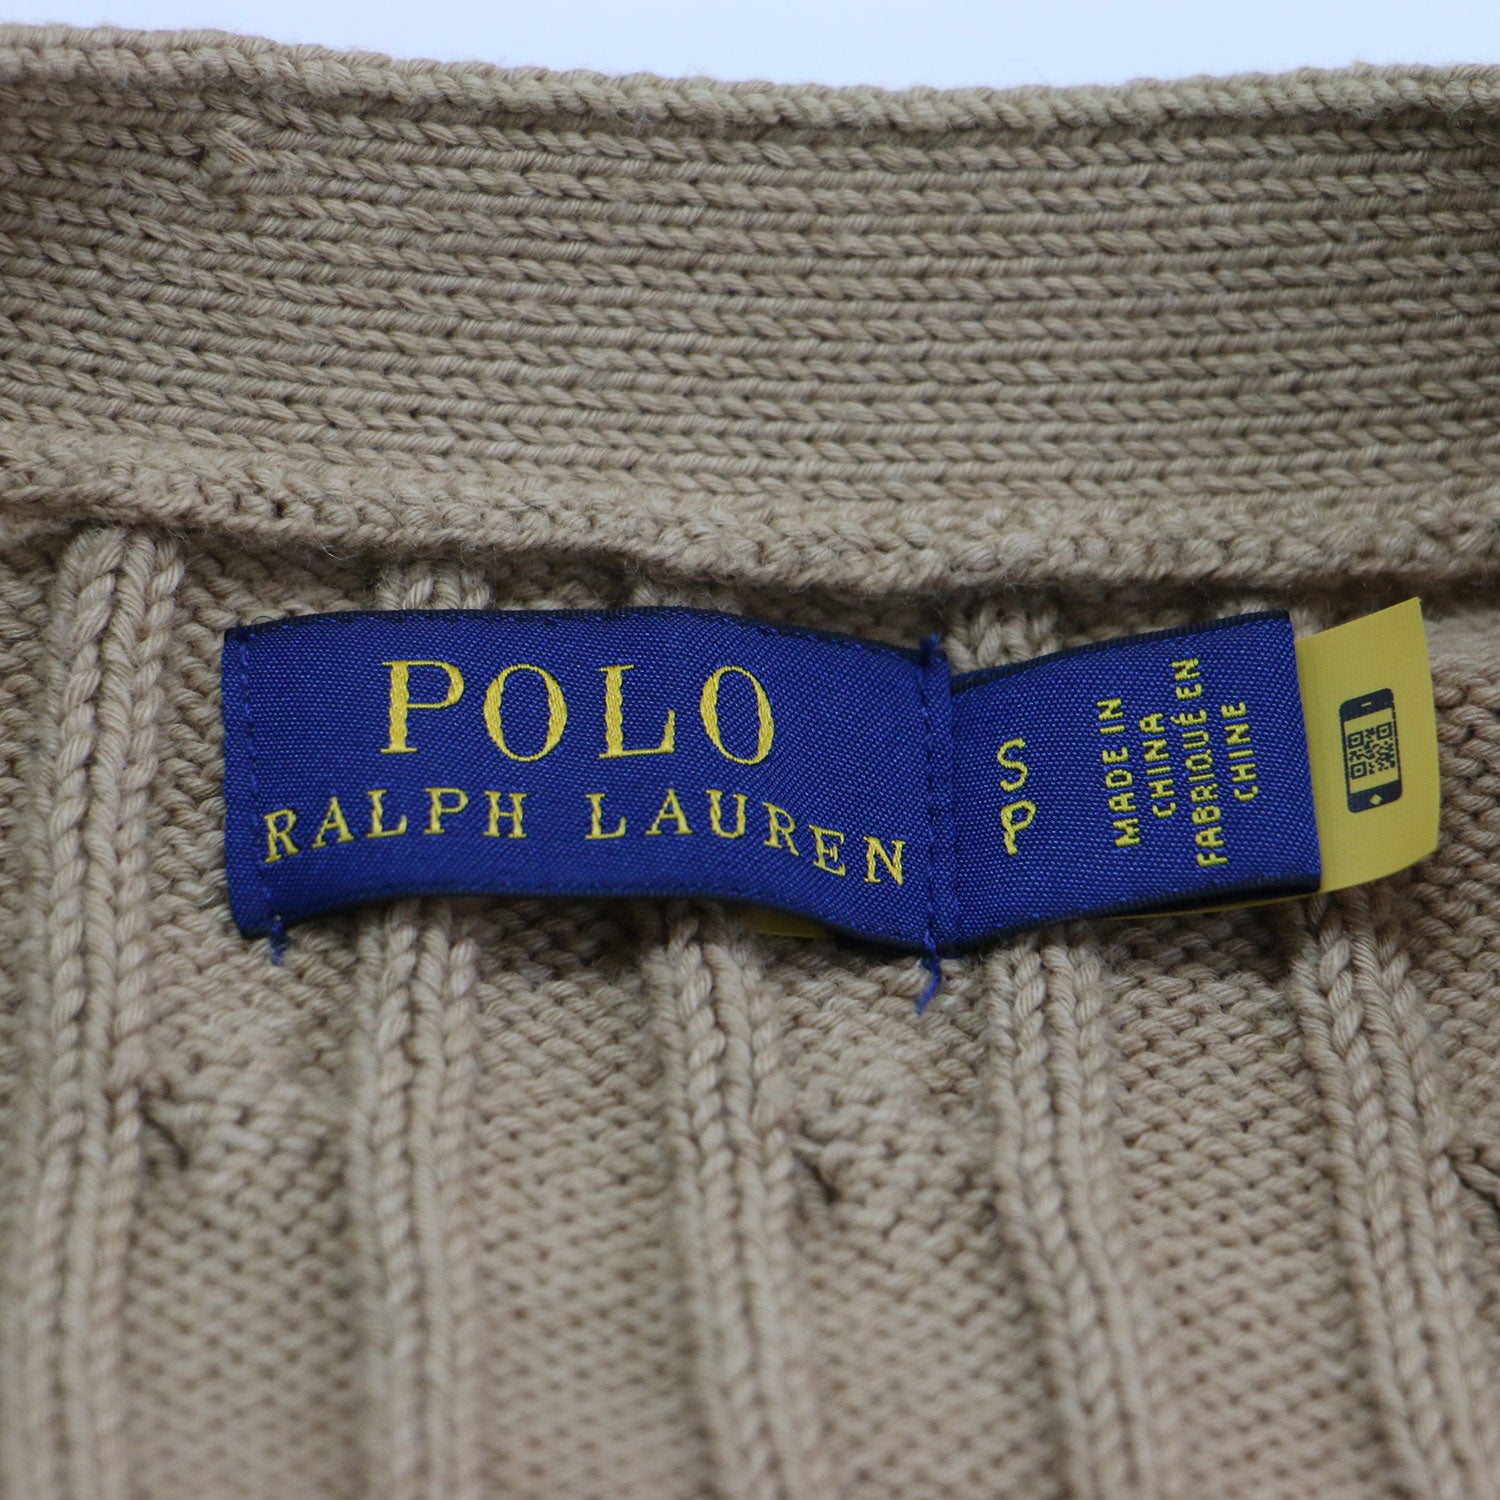 POLO
RALPH LAUREN
S
P
MADE IN
CHINA
FABRIQUÉ EN
CHINE